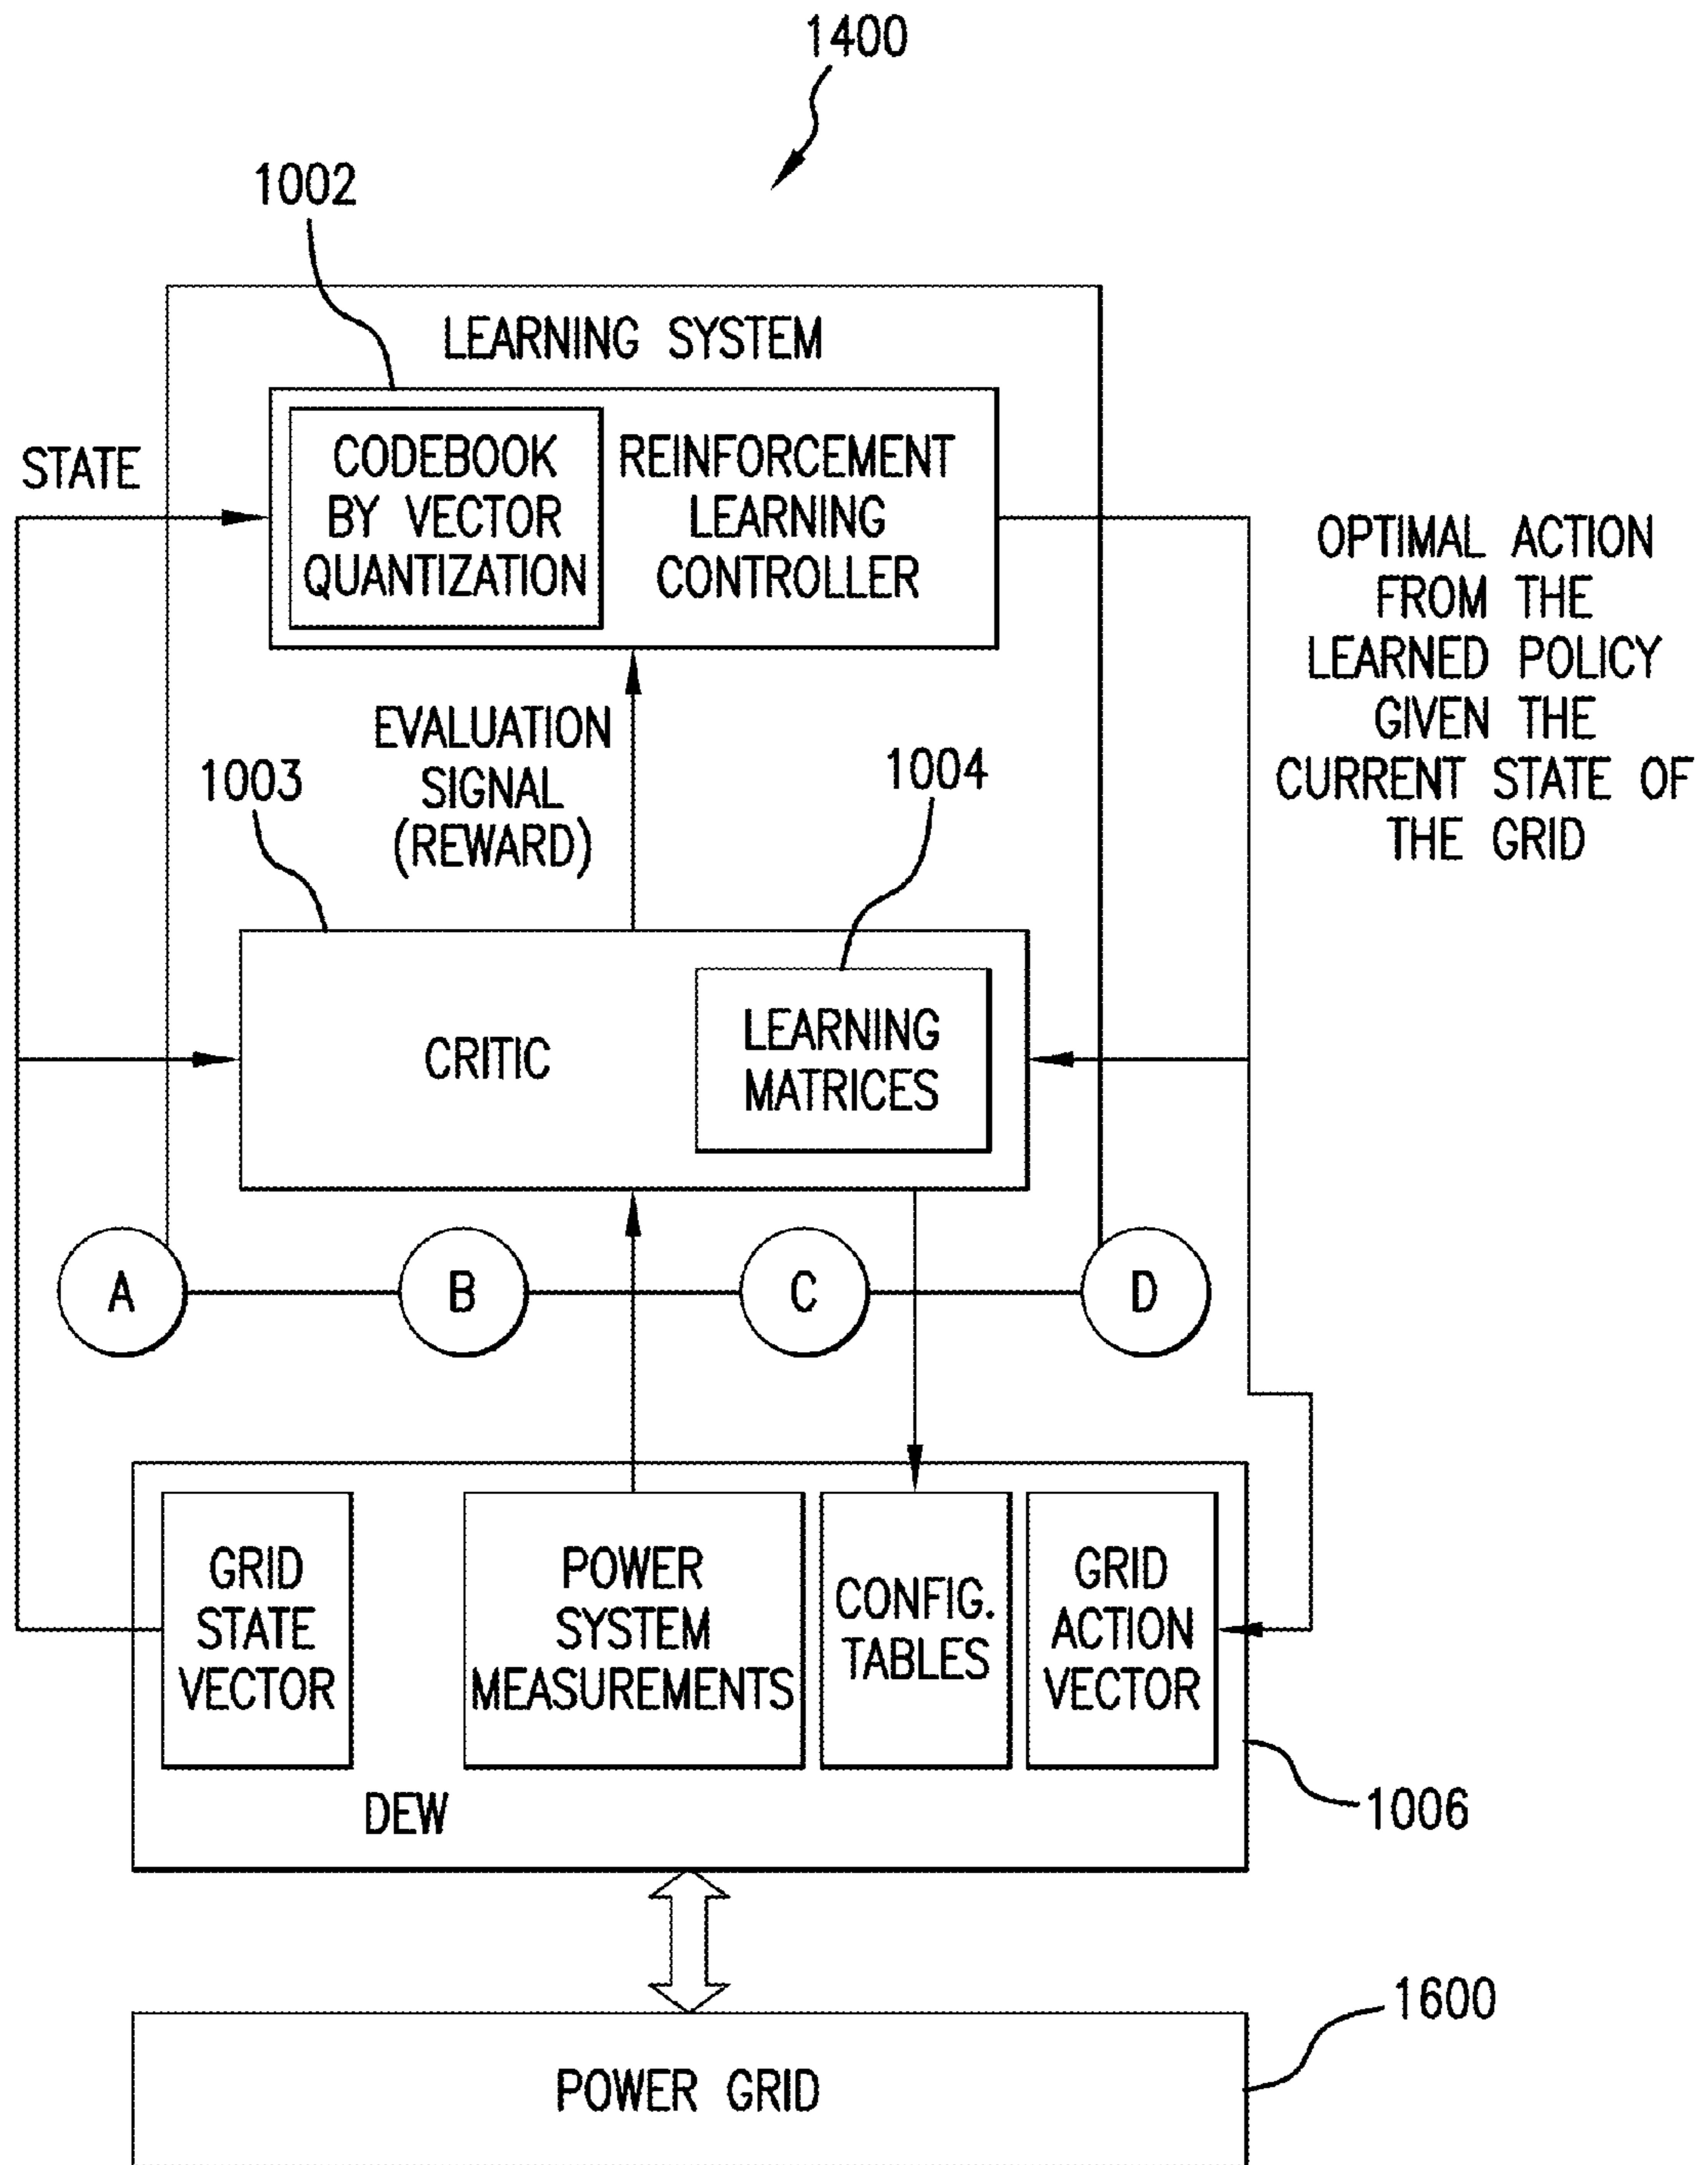 1400
1002
LEARNING SYSTEM
STATE
CODEBOOK
BY VECTOR
QUANTIZATION
REINFORCEMENT
LEARNING
CONTROLLER
OPTIMAL ACTION
FROM THE
LEARNED POLICY
GIVEN THE
CURRENT STATE OF
THE GRID
EVALUATION
SIGNAL
(REWARD)
1003
1004
CRITIC
LEARNING
MATRICES
A
B
C
D
GRID
STATE
VECTOR
POWER
SYSTEM
MEASUREMENTS
CONFIG.
TABLES
GRID
ACTION
VECTOR
DEW
1006
1600
POWER GRID